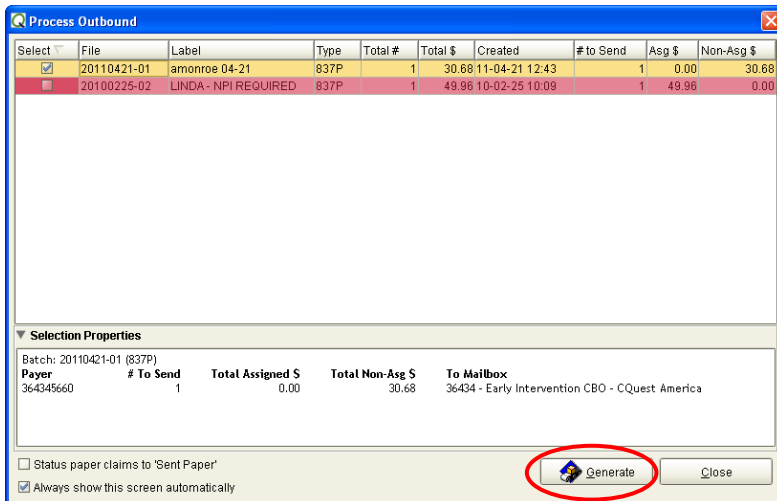 Process Outbound
Select File Label Type Total # Total $ Created # to Send Asg $ Non-Asg $
20110421-01 amonroe 04-21 837P 1 30.68 11-04-21 12:43 1 0.00 30.68
20100225-02 LINDA - NPI REQUIRED 837P 1 49.96 10-02-25 10:09 1 49.96 0.00
Selection Properties
Batch: 20110421-01 (837P)
Payer # To Send Total Assigned $ Total Non-Asg $ To Mailbox
364345660 1 0.00 30.68 36434 - Early Intervention CBO - CQuest America
Status paper claims to 'Sent Paper'
Always show this screen automatically
Generate Close